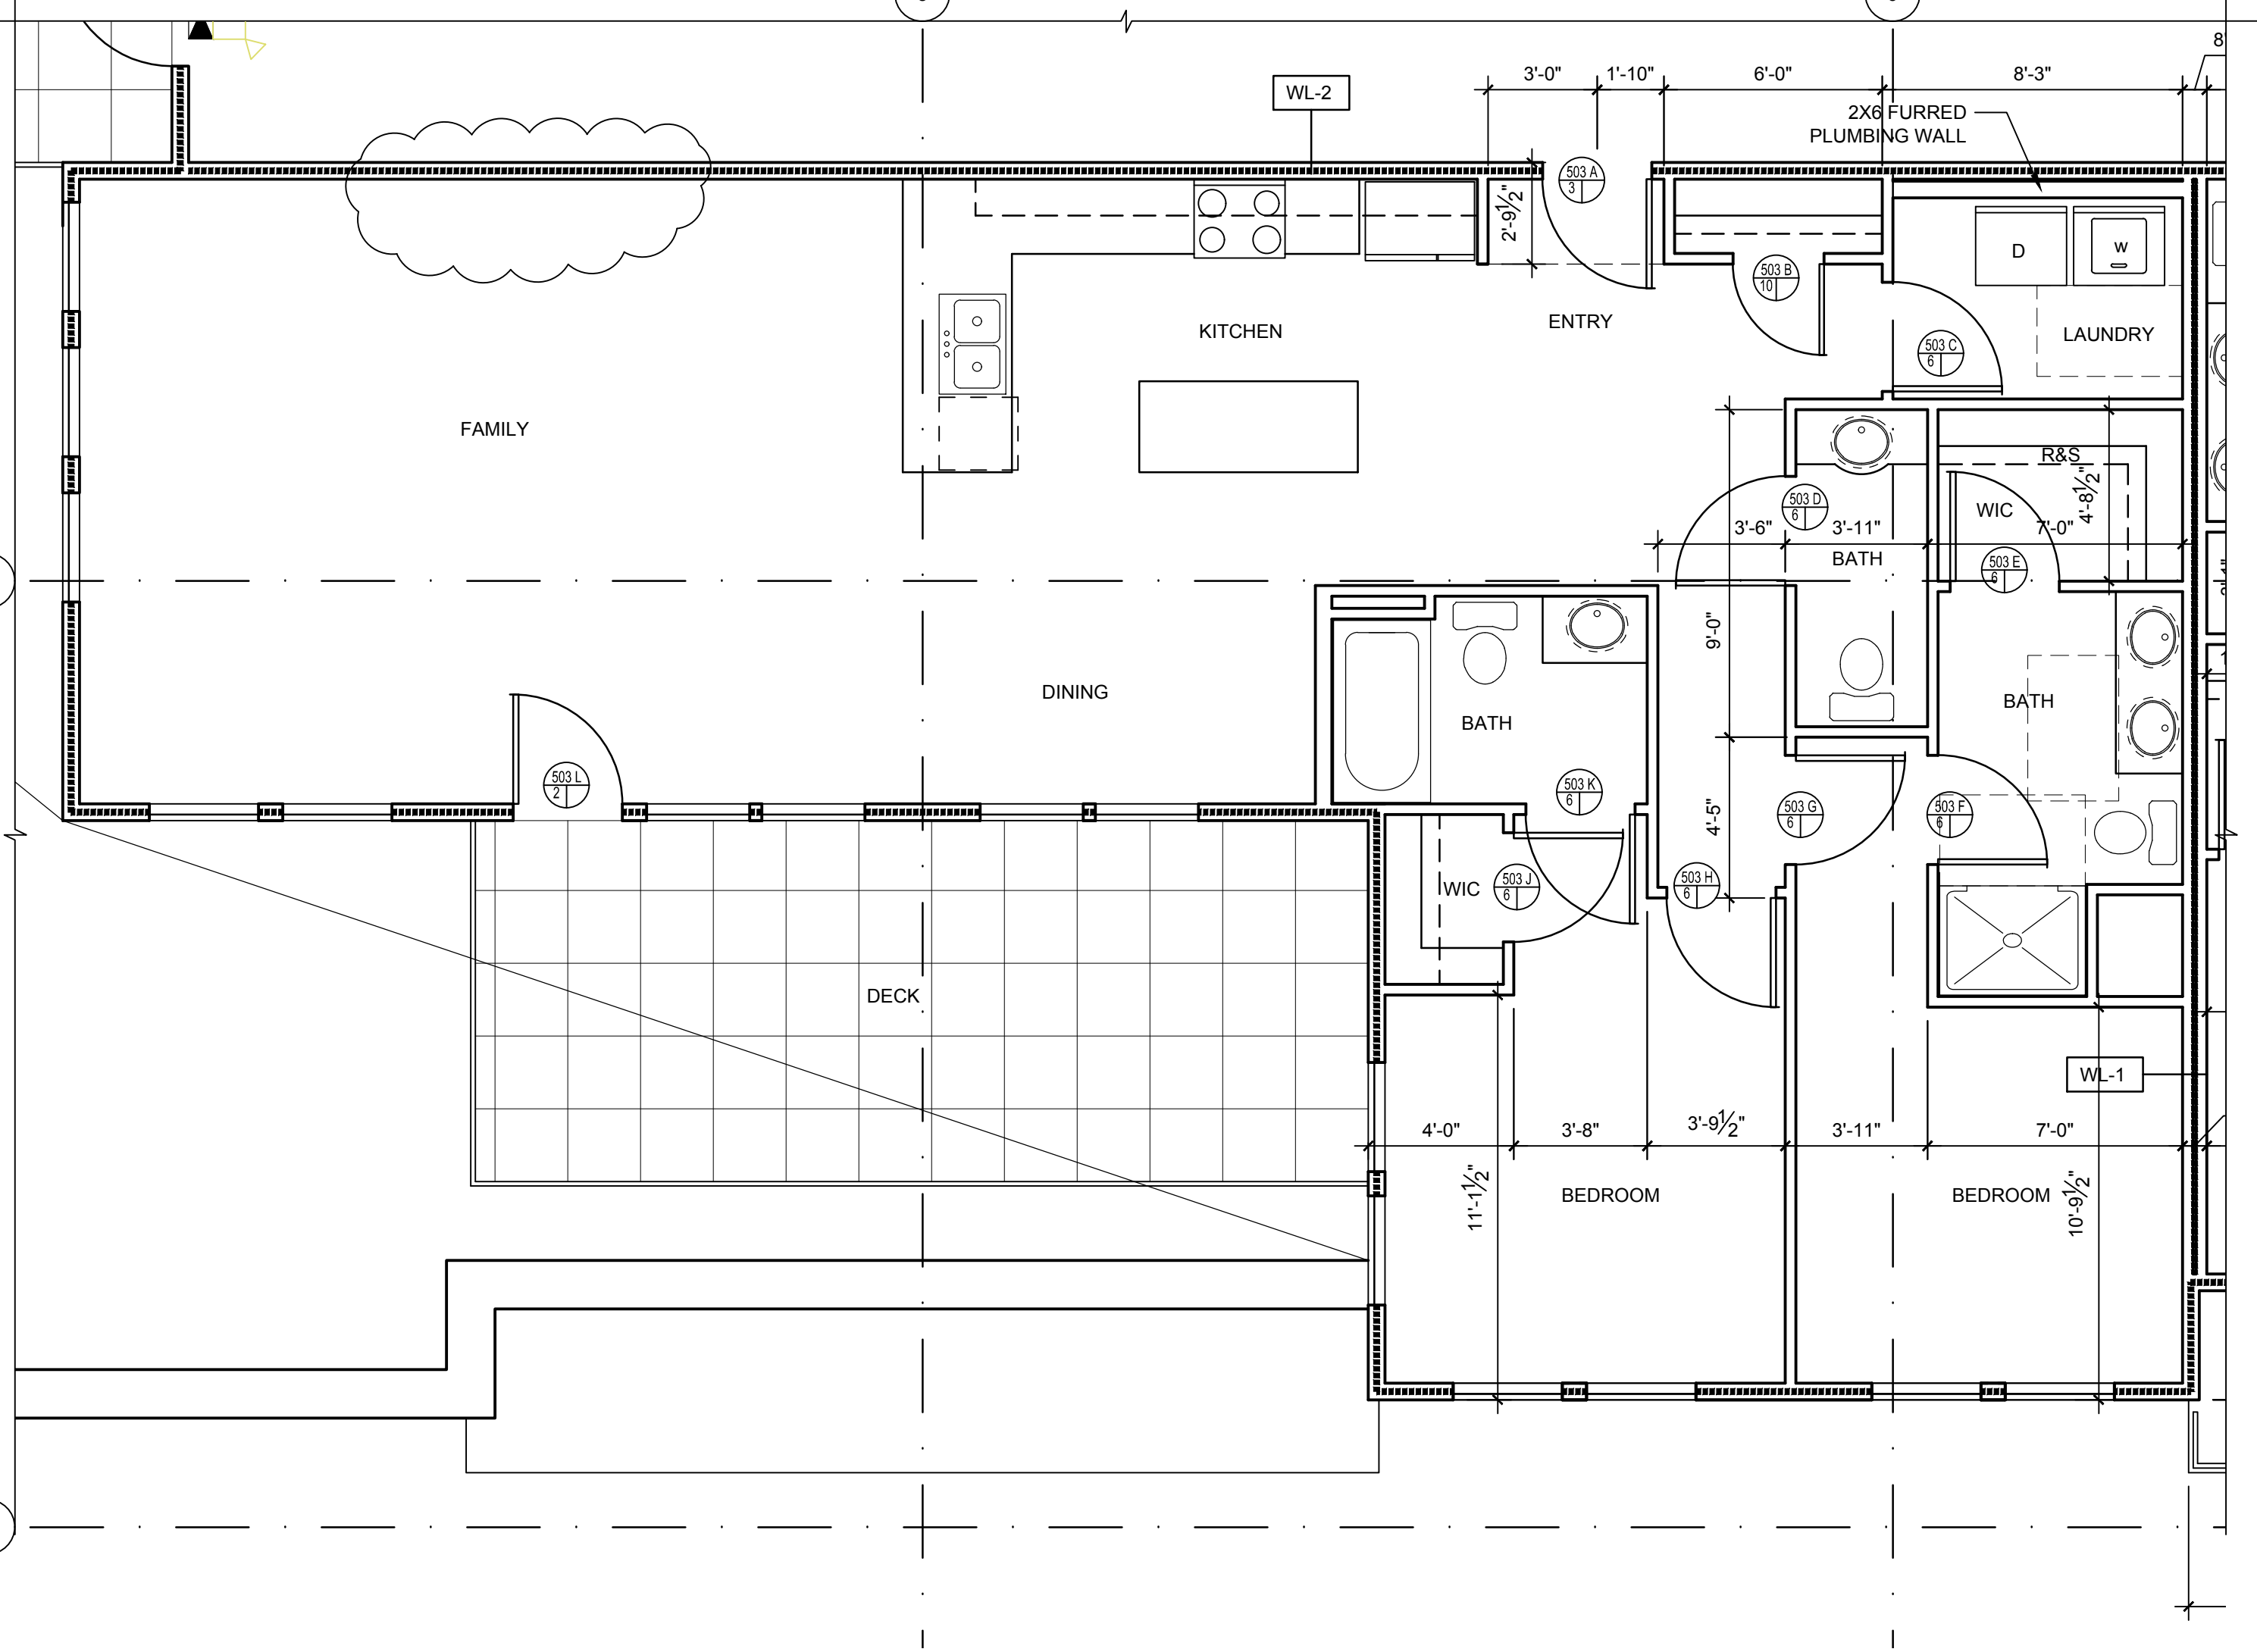 8'
3'-0" 1'-10" 6'-0" 8'-3"
WL-2
2X6 FURRED
PLUMBING WALL
503 A
3
2'-9½"
503 B
10
D W
KITCHEN ENTRY LAUNDRY
503 C
6
FAMILY
R&S
4'-8½"
503 D
6
WIC
3'-6" 3'-11" 7'-0"
BATH
503 E
6
9'-0"
DINING
BATH
BATH
503 L
2
503 K
6
4'-5"
503 G
6
503 F
6
WIC
503 J
6
503 H
6
DECK
WL-1
4'-0" 3'-8" 3'-9½" 3'-11" 7'-0"
11'-1½"
BEDROOM BEDROOM
10'-9½"